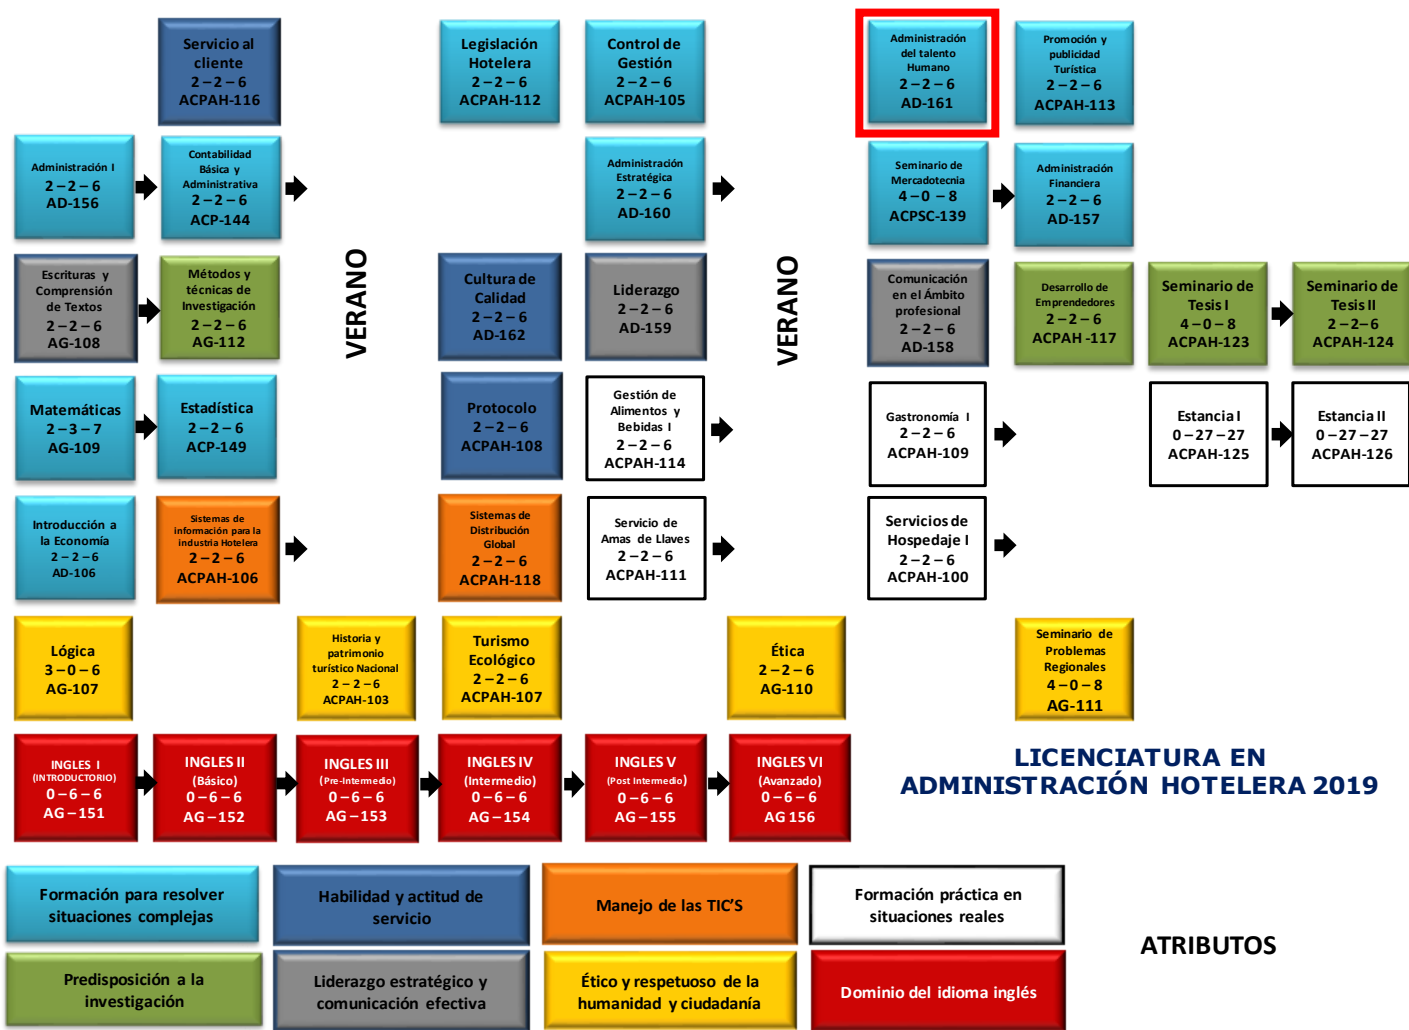 Servicio al
cliente
2 – 2 – 6
ACPAH-116
Legislación
Hotelera
2 – 2 – 6
ACPAH-112
Control de
Gestión
2 – 2 – 6
ACPAH-105
Administración
del talento
Humano
2 – 2 – 6
AD-161
Promoción y
publicidad
Turística
2 – 2 – 6
ACPAH-113
Administración I
2 – 2 – 6
AD-156
Contabilidad
Básica y
Administrativa
2 – 2 – 6
ACP-144
Administración
Estratégica
2 – 2 – 6
AD-160
Seminario de
Mercadotecnia
4 – 0 – 8
ACPSC-139
Administración
Financiera
2 – 2 – 6
AD-157
Escrituras y
Comprensión
de Textos
2 – 2 – 6
AG-108
Métodos y
técnicas de
Investigación
2 – 2 – 6
AG-112
VERANO
Cultura de
Calidad
2 – 2 – 6
AD-162
Liderazgo
2 – 2 – 6
AD-159
VERANO
Comunicación
en el Ámbito
profesional
2 – 2 – 6
AD-158
Desarrollo de
Emprendedores
2 – 2 – 6
ACPAH -117
Seminario de
Tesis I
4 – 0 – 8
ACPAH-123
Seminario de
Tesis II
2 – 2– 6
ACPAH-124
Matemáticas
2 – 3 – 7
AG-109
Estadística
2 – 2 – 6
ACP-149
Protocolo
2 – 2 – 6
ACPAH-108
Gestión de
Alimentos y
Bebidas I
2 – 2 – 6
ACPAH-114
Gastronomía I
2 – 2 – 6
ACPAH-109
Estancia I
0 – 27 – 27
ACPAH-125
Estancia II
0 – 27 – 27
ACPAH-126
Introducción a
la Economía
2 – 2 – 6
AD-106
Sistemas de
información para la
industria Hotelera
2 – 2 – 6
ACPAH-106
Sistemas de
Distribución
Global
2 – 2 – 6
ACPAH-118
Servicio de
Amas de Llaves
2 – 2 – 6
ACPAH-111
Servicios de
Hospedaje I
2 – 2 – 6
ACPAH-100
Lógica
3 – 0 – 6
AG-107
Historia y
patrimonio
turístico Nacional
2 – 2 – 6
ACPAH-103
Turismo
Ecológico
2 – 2 – 6
ACPAH-107
Ética
2 – 2 – 6
AG-110
Seminario de
Problemas
Regionales
4 – 0 – 8
AG-111
INGLES I
(INTRODUCTORIO)
0 – 6 – 6
AG –151
INGLES II
(Básico)
0 – 6 – 6
AG –152
INGLES III
(Pre-Intermedio)
0 – 6 – 6
AG –153
INGLES IV
(Intermedio)
0 – 6 – 6
AG –154
INGLES V
(Post Intermedio)
0 – 6 – 6
AG –155
INGLES VI
(Avanzado)
0 – 6 – 6
AG 156
LICENCIATURA EN
ADMINISTRACIÓN HOTELERA 2019
Formación para resolver
situaciones complejas
Habilidad y actitud de
servicio
Manejo de las TIC’S
Formación práctica en
situaciones reales
ATRIBUTOS
Predisposición a la
investigación
Liderazgo estratégico y
comunicación efectiva
Ético y respetuoso de la
humanidad y ciudadanía
Dominio del idioma inglés